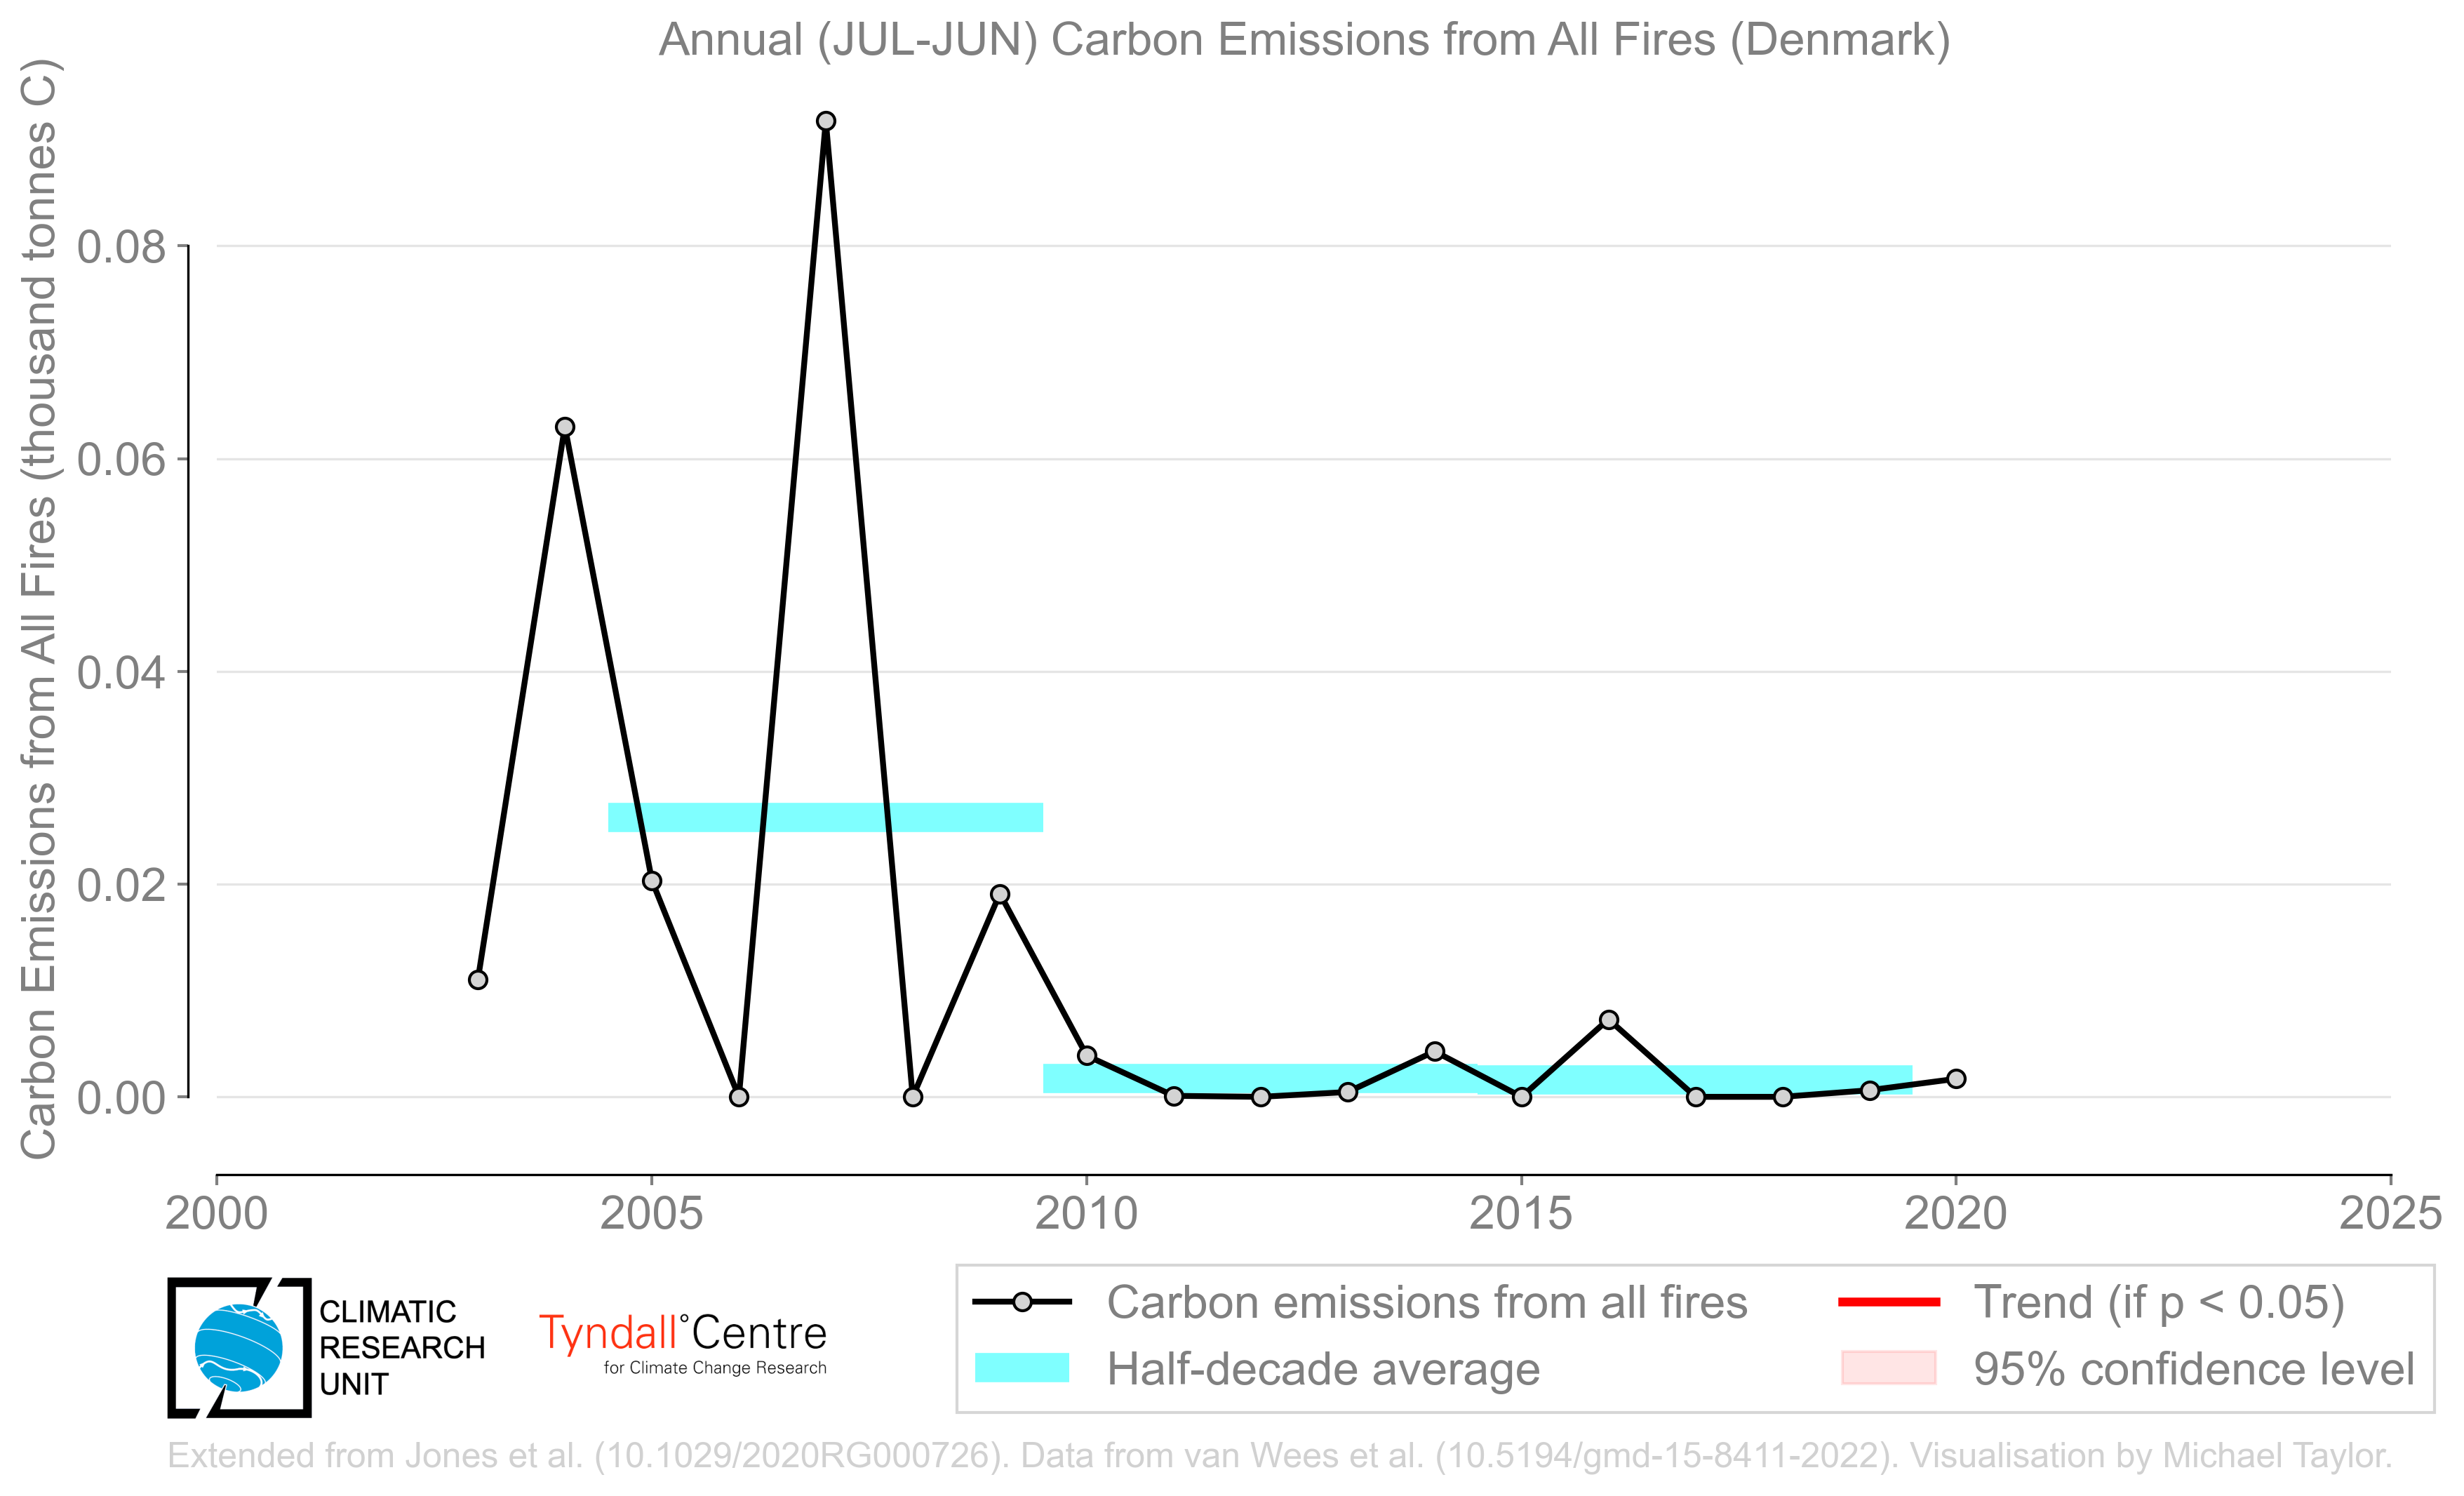 Annual (JUL-JUN) Carbon Emissions from All Fires (Denmark)
Carbon Emissions from All Fires (thousand tonnes C)
0.08
0.06
0.04
0.02
0.00
2000 2005 2010 2015 2020 2025
CLIMATIC
RESEARCH
UNIT
Tyndall°Centre
for Climate Change Research
Carbon emissions from all fires
Half-decade average
Trend (if p < 0.05)
95% confidence level
Extended from Jones et al. (10.1029/2020RG000726). Data from van Wees et al. (10.5194/gmd-15-8411-2022). Visualisation by Michael Taylor.